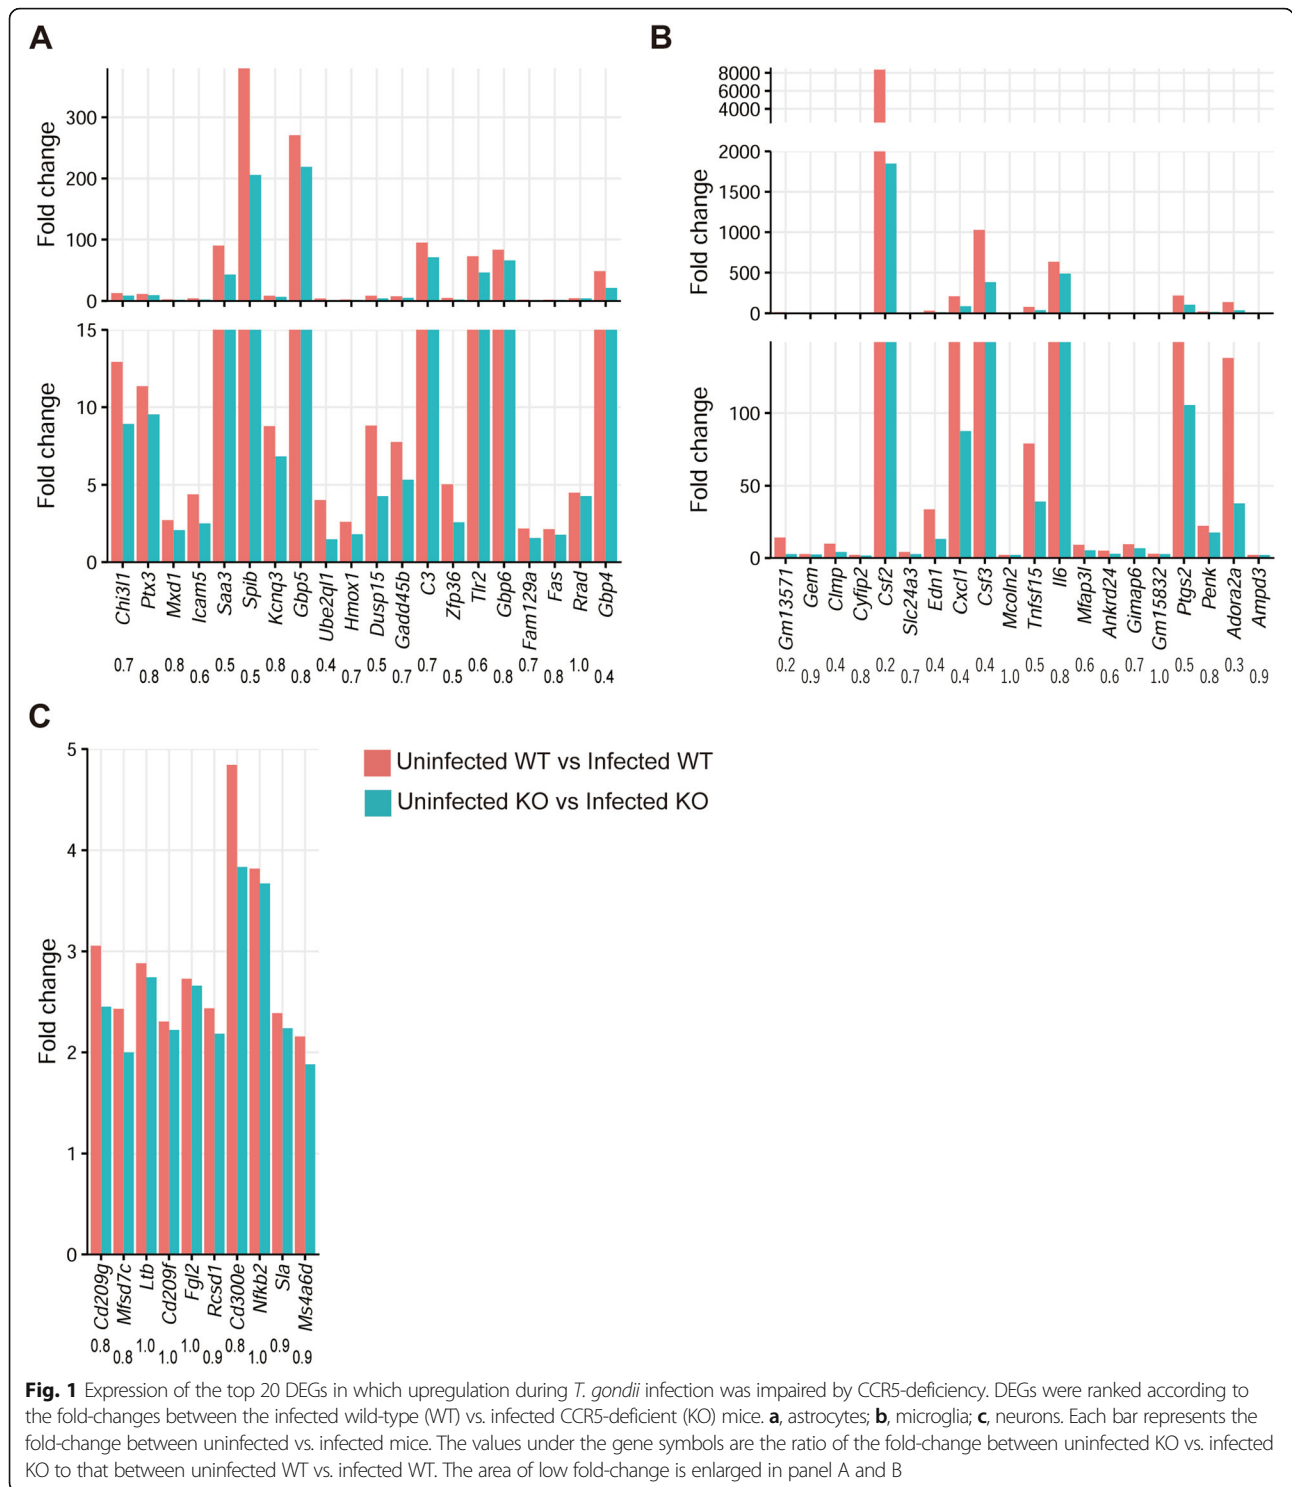 A
Fold change
300
200
100
0
Fold change
15
10
5
0
Chi3l1 Ptx3 Mxd1 Icam5 Saa3 Spib Kcnq3 Gbp5 Ube2ql1 Hmox1 Dusp15 Gadd45b C3 Zfp36 Tlr2 Gbp6 Fam129a Fas Rrad Gbp4
0.7 0.8 0.8 0.6 0.5 0.5 0.8 0.8 0.4 0.7 0.5 0.7 0.7 0.5 0.6 0.8 0.7 0.8 1.0 0.4
B
8000
6000
4000
Fold change
2000
1500
1000
500
0
Fold change
100
50
0
Gm13571 Gem Clmp Cyfip2 Csf2 Slc24a3 Edn1 Cxcl1 Csf3 Mcoln2 Tnfsf15 Il6 Mfap3l Ankrd24 Gimap6 Gm15832 Ptgs2 Penk Adora2a Ampd3
0.2 0.9 0.4 0.8 0.2 0.7 0.4 0.4 0.4 1.0 0.5 0.8 0.6 0.6 0.7 1.0 0.5 0.8 0.3 0.9
C
Fold change
5
4
3
2
1
0
Cd209g Mfsd7c Ltb Cd209f Fgl2 Rcsd1 Cd300e Nfkb2 Sla Ms4a6d
0.8 0.8 1.0 1.0 1.0 0.9 0.8 1.0 0.9 0.9
Uninfected WT vs Infected WT
Uninfected KO vs Infected KO
Fig. 1 Expression of the top 20 DEGs in which upregulation during T. gondii infection was impaired by CCR5-deficiency. DEGs were ranked according to
the fold-changes between the infected wild-type (WT) vs. infected CCR5-deficient (KO) mice. a, astrocytes; b, microglia; c, neurons. Each bar represents the
fold-change between uninfected vs. infected mice. The values under the gene symbols are the ratio of the fold-change between uninfected KO vs. infected
KO to that between uninfected WT vs. infected WT. The area of low fold-change is enlarged in panel A and B